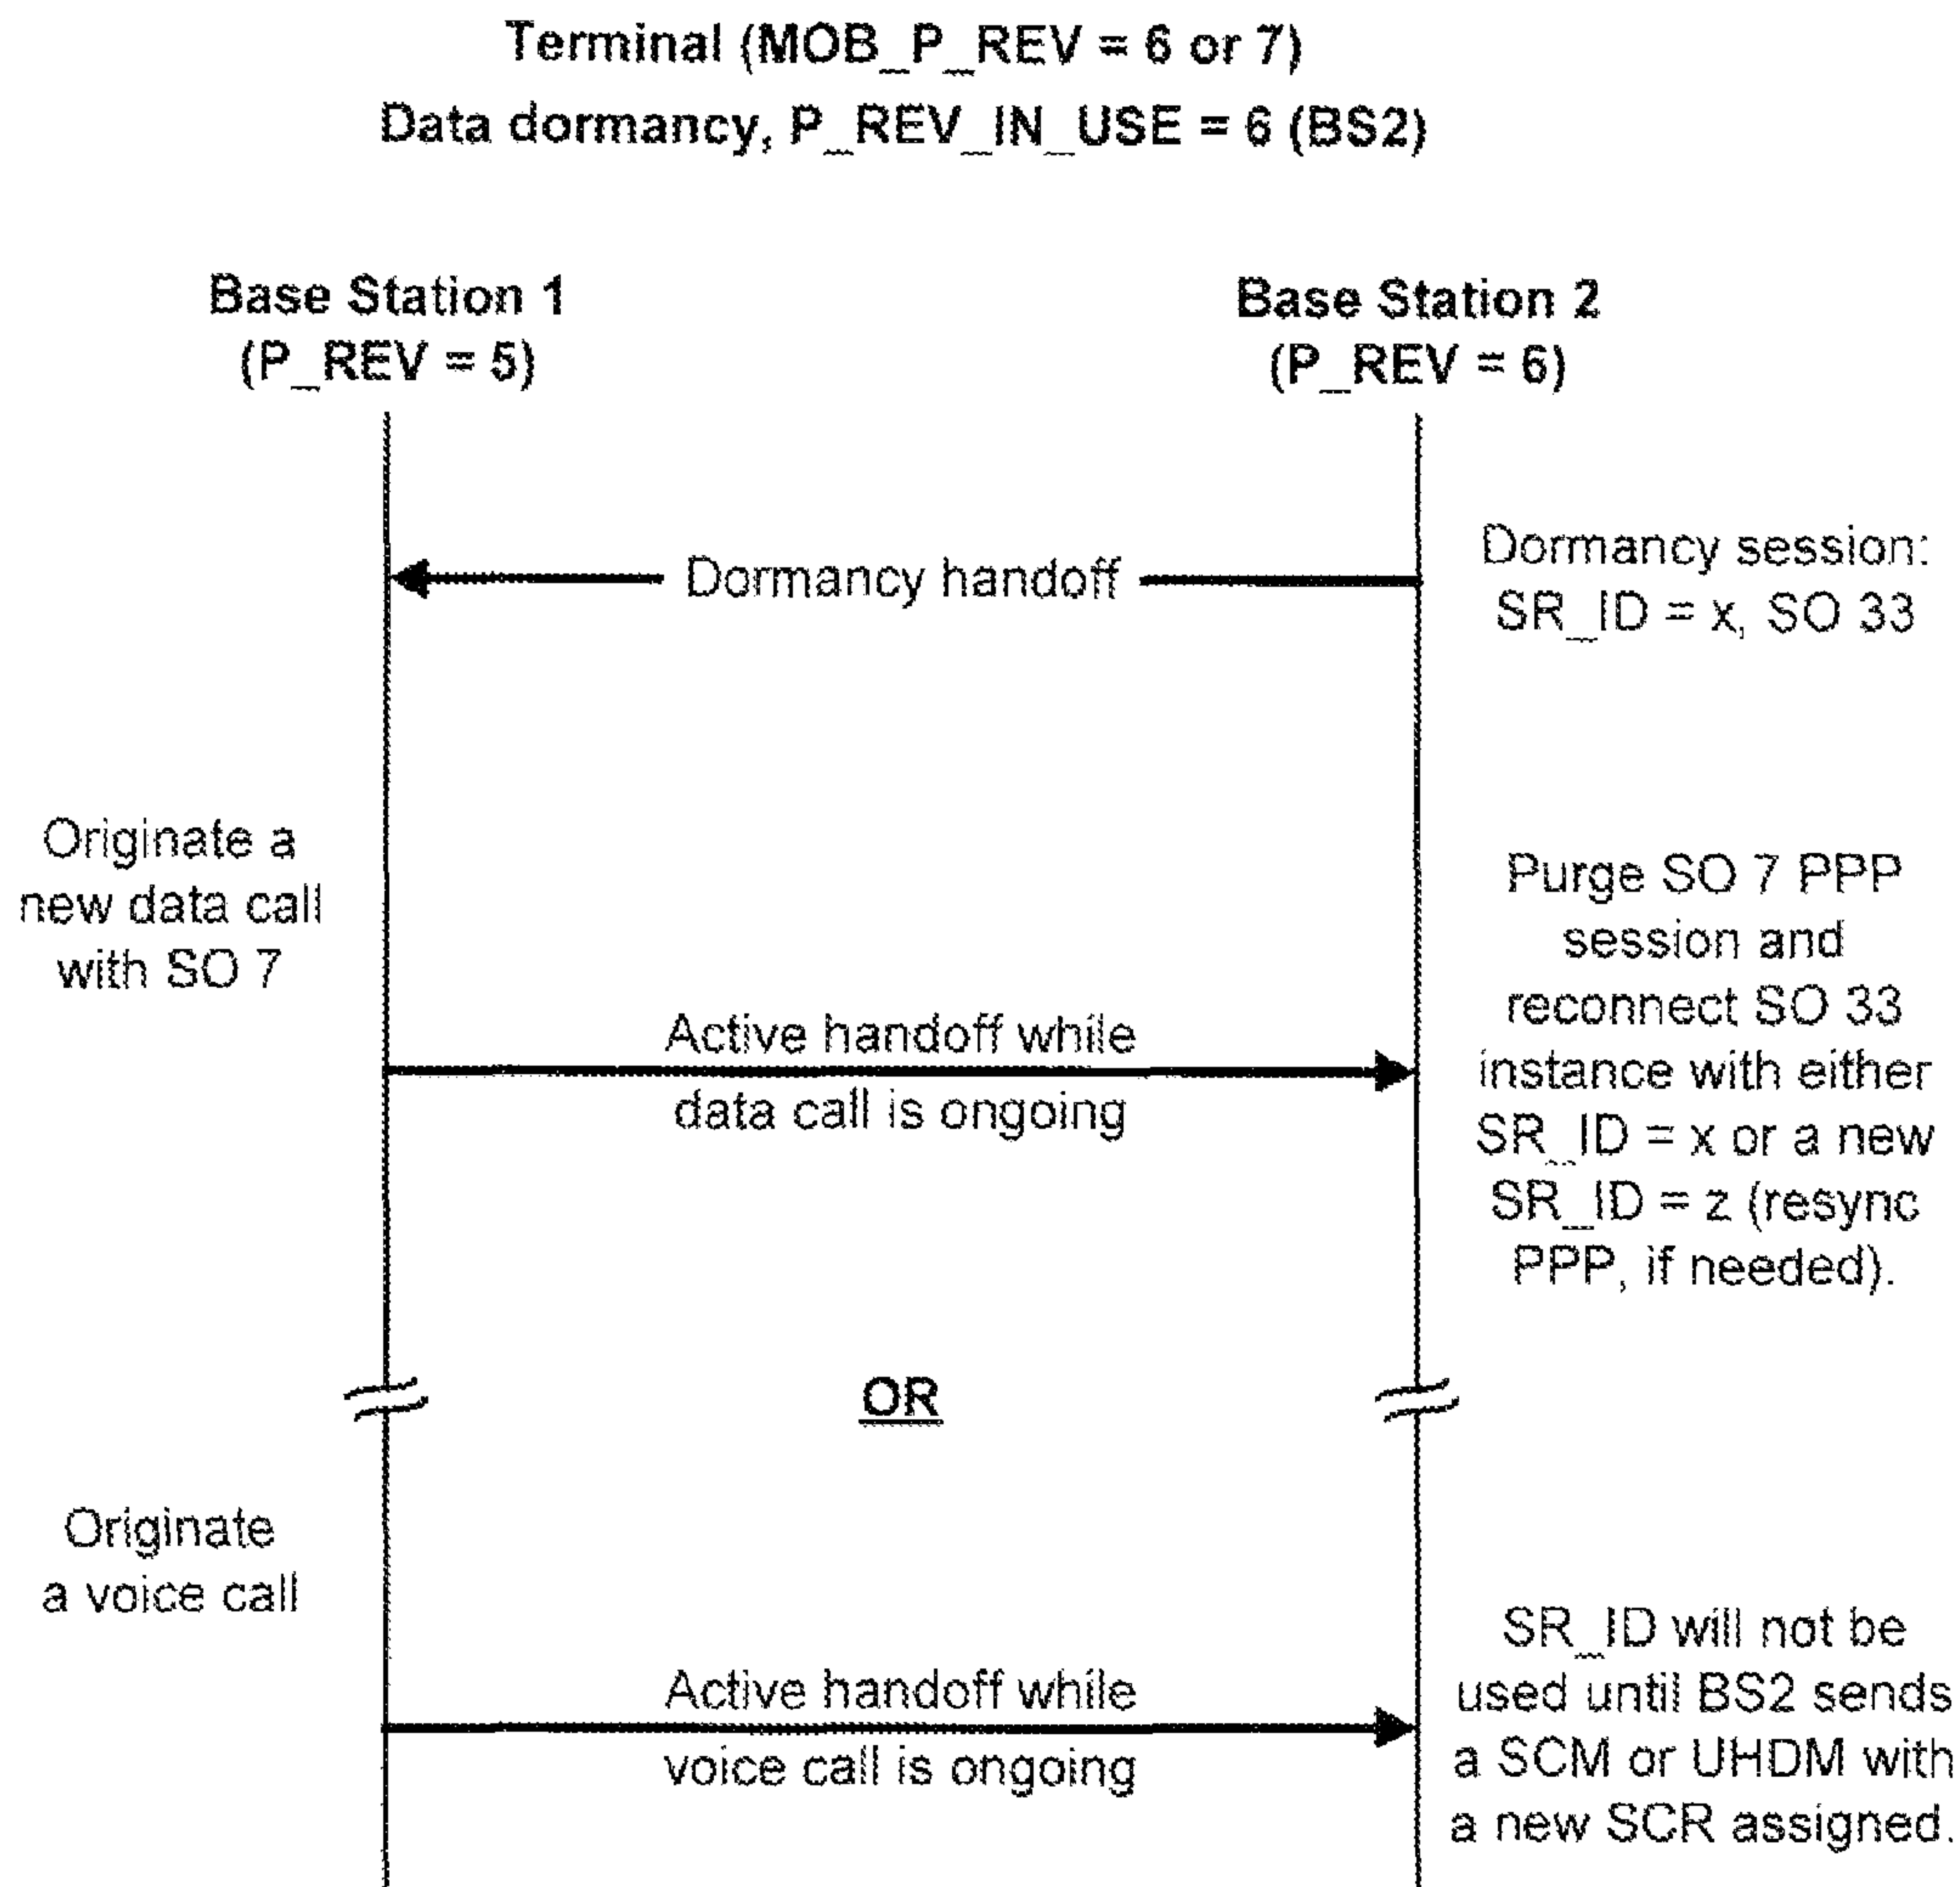 Terminal (MOB_P_REV = 6 or 7)
Data dormancy, P_REV_IN_USE = 6 (BS2)
Base Station 1
(P_REV = 5)
Base Station 2
(P_REV = 6)
Dormancy handoff
Dormancy session:
SR_ID = x, SO 33
Originate a
new data call
with SO 7
Active handoff while
data call is ongoing
Purge SO 7 PPP
session and
reconnect SO 33
instance with either
SR_ID = x or a new
SR_ID = z (resync
PPP, if needed).
OR
Originate
a voice call
Active handoff while
voice call is ongoing
SR_ID will not be
used until BS2 sends
a SCM or UHDM with
a new SCR assigned.